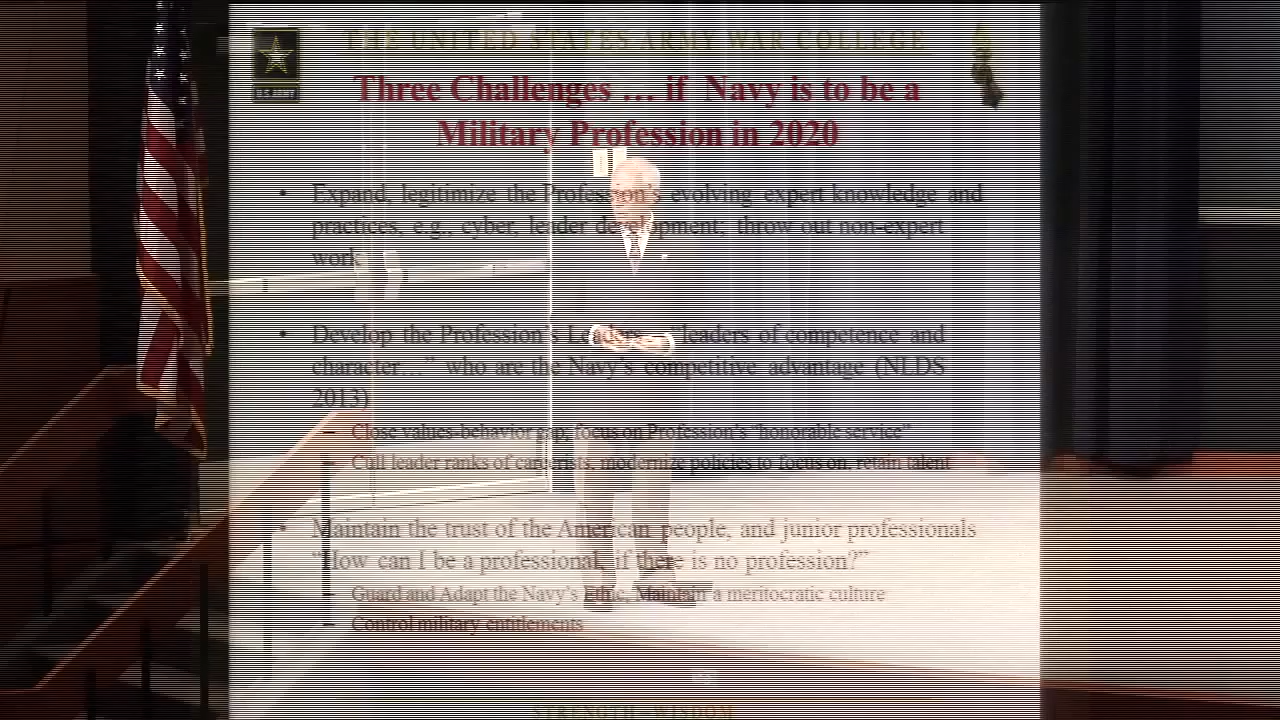 THE UNITED STATES ARMY WAR COLLEGE
U.S. ARMY
Three Challenges … if Navy is to be a
Military Profession in 2020
• Expand, legitimize the Profession's evolving expert knowledge and
practices, e.g., cyber, leader development; throw out non-expert
work
• Develop the Profession's Leaders – "leaders of competence and
character…" who are the Navy's competitive advantage (NLDS
2013)
– Close values-behavior gap; focus on Profession's "honorable service"
– Cull leader ranks of careerists, modernize policies to focus on, retain talent
• Maintain the trust of the American people, and junior professionals
"How can I be a professional, if there is no profession?"
– Guard and Adapt the Navy's Ethic, Maintain a meritocratic culture
– Control military entitlements
STRENGTH—WISDOM